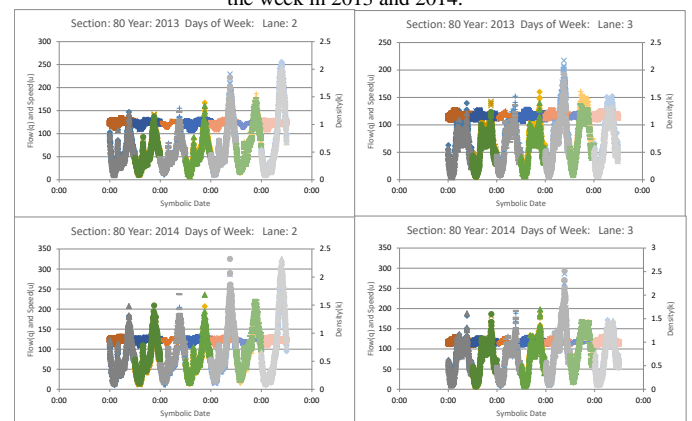 the week in 2013 and 2014.
Section: 80 Year: 2013 Days of Week: Lane: 2
300
250
200
150
100
50
0
Flow(q) and Speed(u)
2.5
2
1.5
1
0.5
0
Density(k)
0:00 0:00 0:00 0:00 0:00 0:00
Symbolic Date
Section: 80 Year: 2013 Days of Week: Lane: 3
250
200
150
100
50
0
Flow(q) and Speed(u)
2.5
2
1.5
1
0.5
0
Density(k)
0:00 0:00 0:00 0:00 0:00 0:00
Symbolic Date
Section: 80 Year: 2014 Days of Week: Lane: 2
350
300
250
200
150
100
50
0
Flow(q) and Speed(u)
2.5
2
1.5
1
0.5
0
Density(k)
0:00 0:00 0:00 0:00 0:00 0:00
Symbolic Date
Section: 80 Year: 2014 Days of Week: Lane: 3
350
300
250
200
150
100
50
0
Flow(q) and Speed(u)
3
2.5
2
1.5
1
0.5
0
Density(k)
0:00 0:00 0:00 0:00 0:00 0:00
Symbolic Date